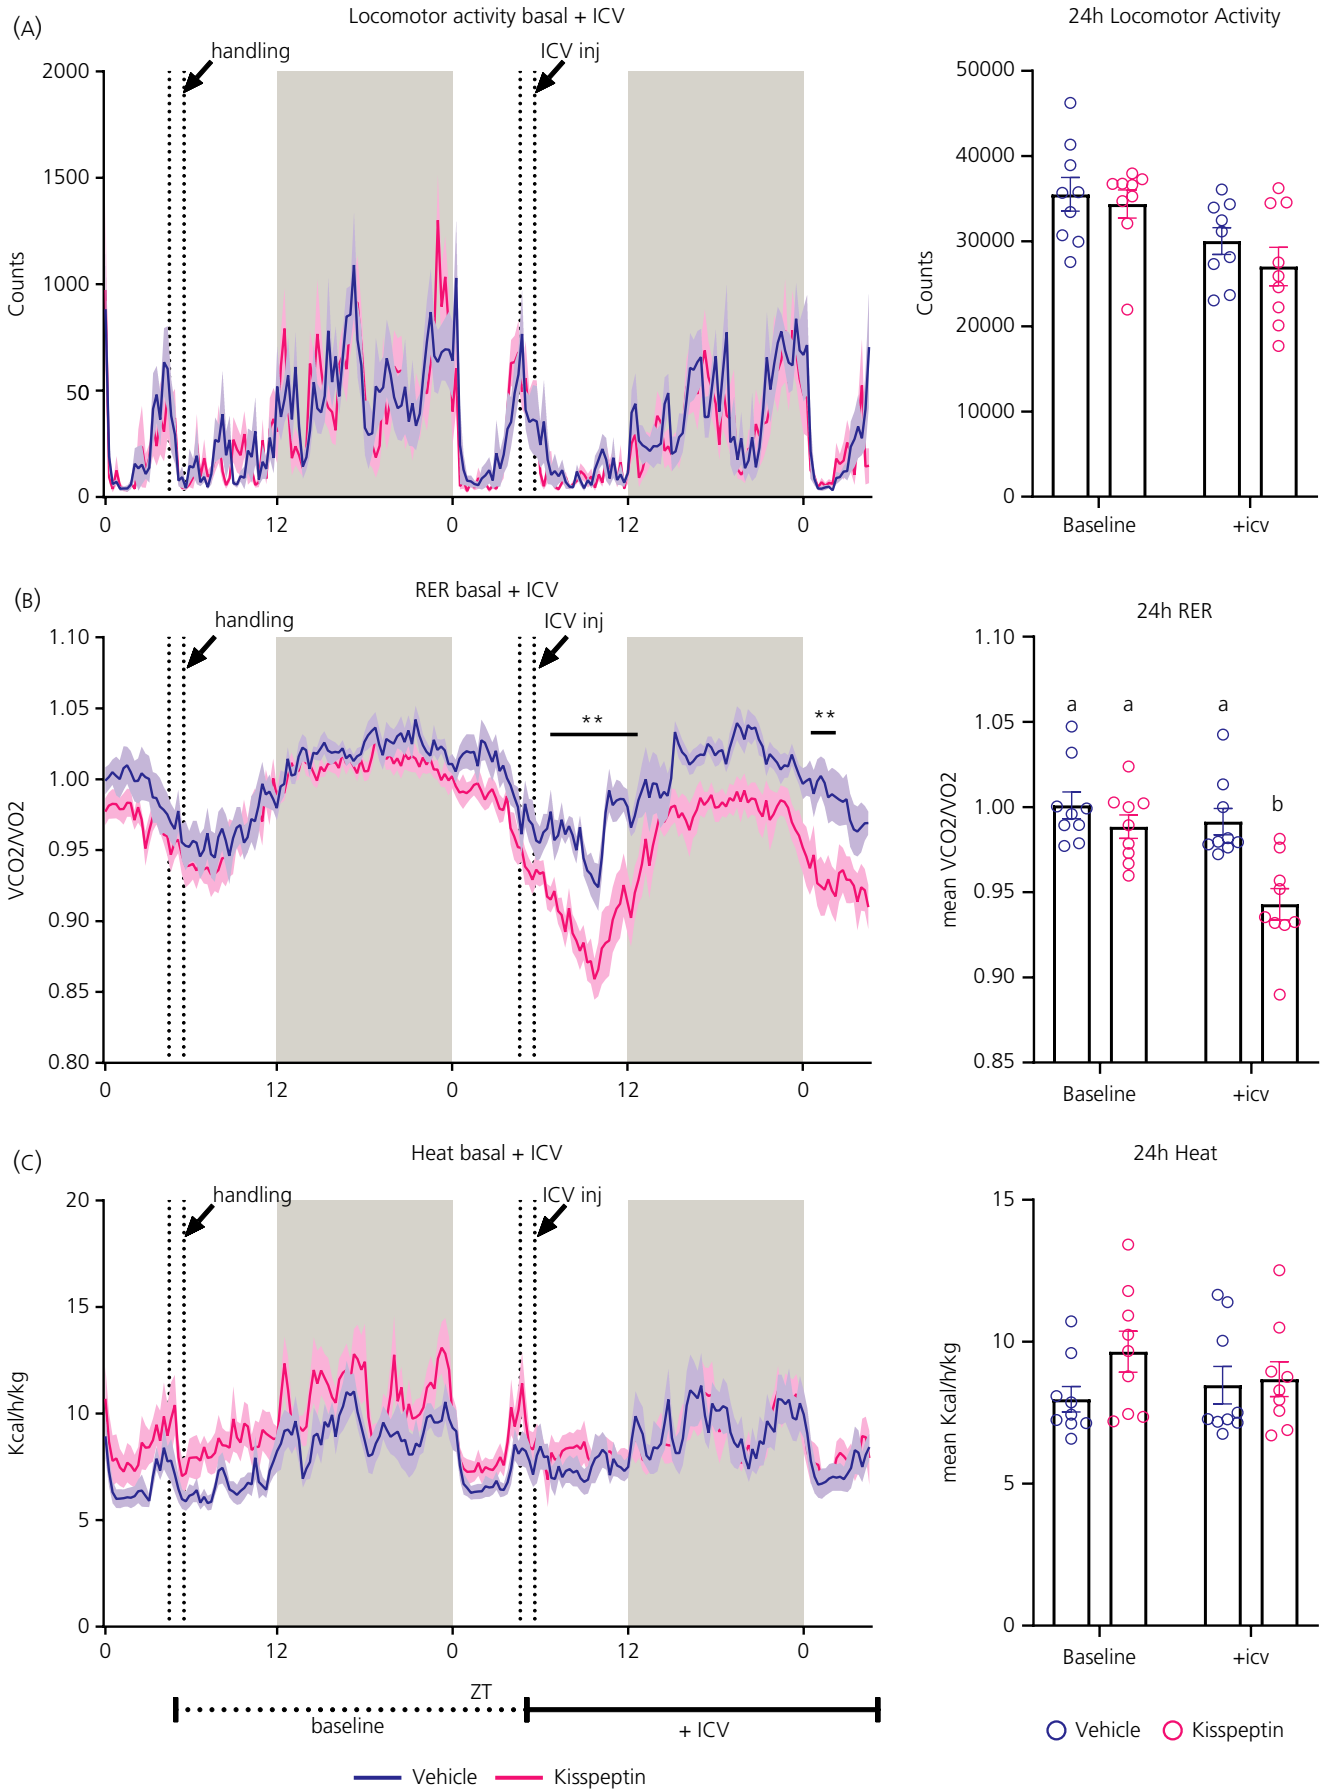 (A)
Locomotor activity basal + ICV
24h Locomotor Activity
handling
ICV inj
2000
1500
1000
50
0
Counts
0
12
0
12
0
50000
40000
30000
20000
10000
0
Counts
Baseline
+icv
(B)
RER basal + ICV
24h RER
handling
ICV inj
1.10
1.05
1.00
0.95
0.90
0.85
0.80
VCO2/VO2
**
**
0
12
0
12
0
1.10
1.05
1.00
0.95
0.90
0.85
mean VCO2/VO2
a
a
a
b
Baseline
+icv
(C)
Heat basal + ICV
24h Heat
handling
ICV inj
20
15
10
5
0
Kcal/h/kg
0
12
0
12
0
15
10
5
0
mean Kcal/h/kg
Baseline
+icv
ZT
baseline
+ ICV
Vehicle
Kisspeptin
Vehicle
Kisspeptin